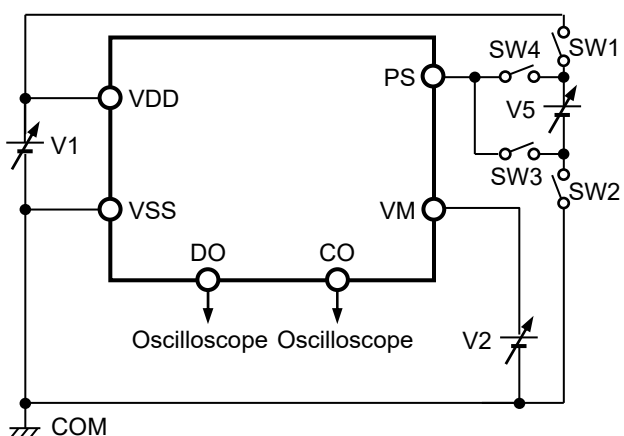 SW1
SW4
PS
VDD
V5
V1
SW3
SW2
VSS
VM
DO
CO
Oscilloscope Oscilloscope
V2
COM